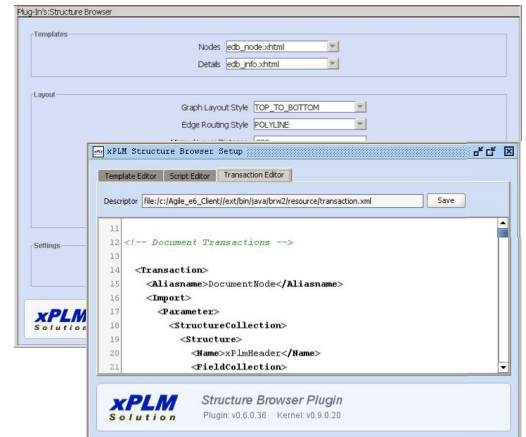 Plug-In's:Structure Browser
Templates
Nodes edb_node.xhtml
Details edb_info.xhtml
Layout
Graph Layout Style TOP_TO_BOTTOM
Edge Routing Style POLYLINE
xPLM Structure Browser Setup
Template Editor Script Editor Transaction Editor
Descriptor file:/c:/Agile_e6_Client//ext/bin/java/brw2/resource/transaction.xml Save
11
12 <!-- Document Transactions -->
13
14 <Transaction>
15 <Aliasname>DocumentNode</Aliasname>
16 <Import>
17 <Parameter>
18 <StructureCollection>
19 <Structure>
20 <Name>xPlmHeader</Name>
21 <FieldCollection>
Settings
xPLM
Solution
xPLM
Solution
Structure Browser Plugin
Plugin: v0.6.0.36 Kernel: v0.9.0.20